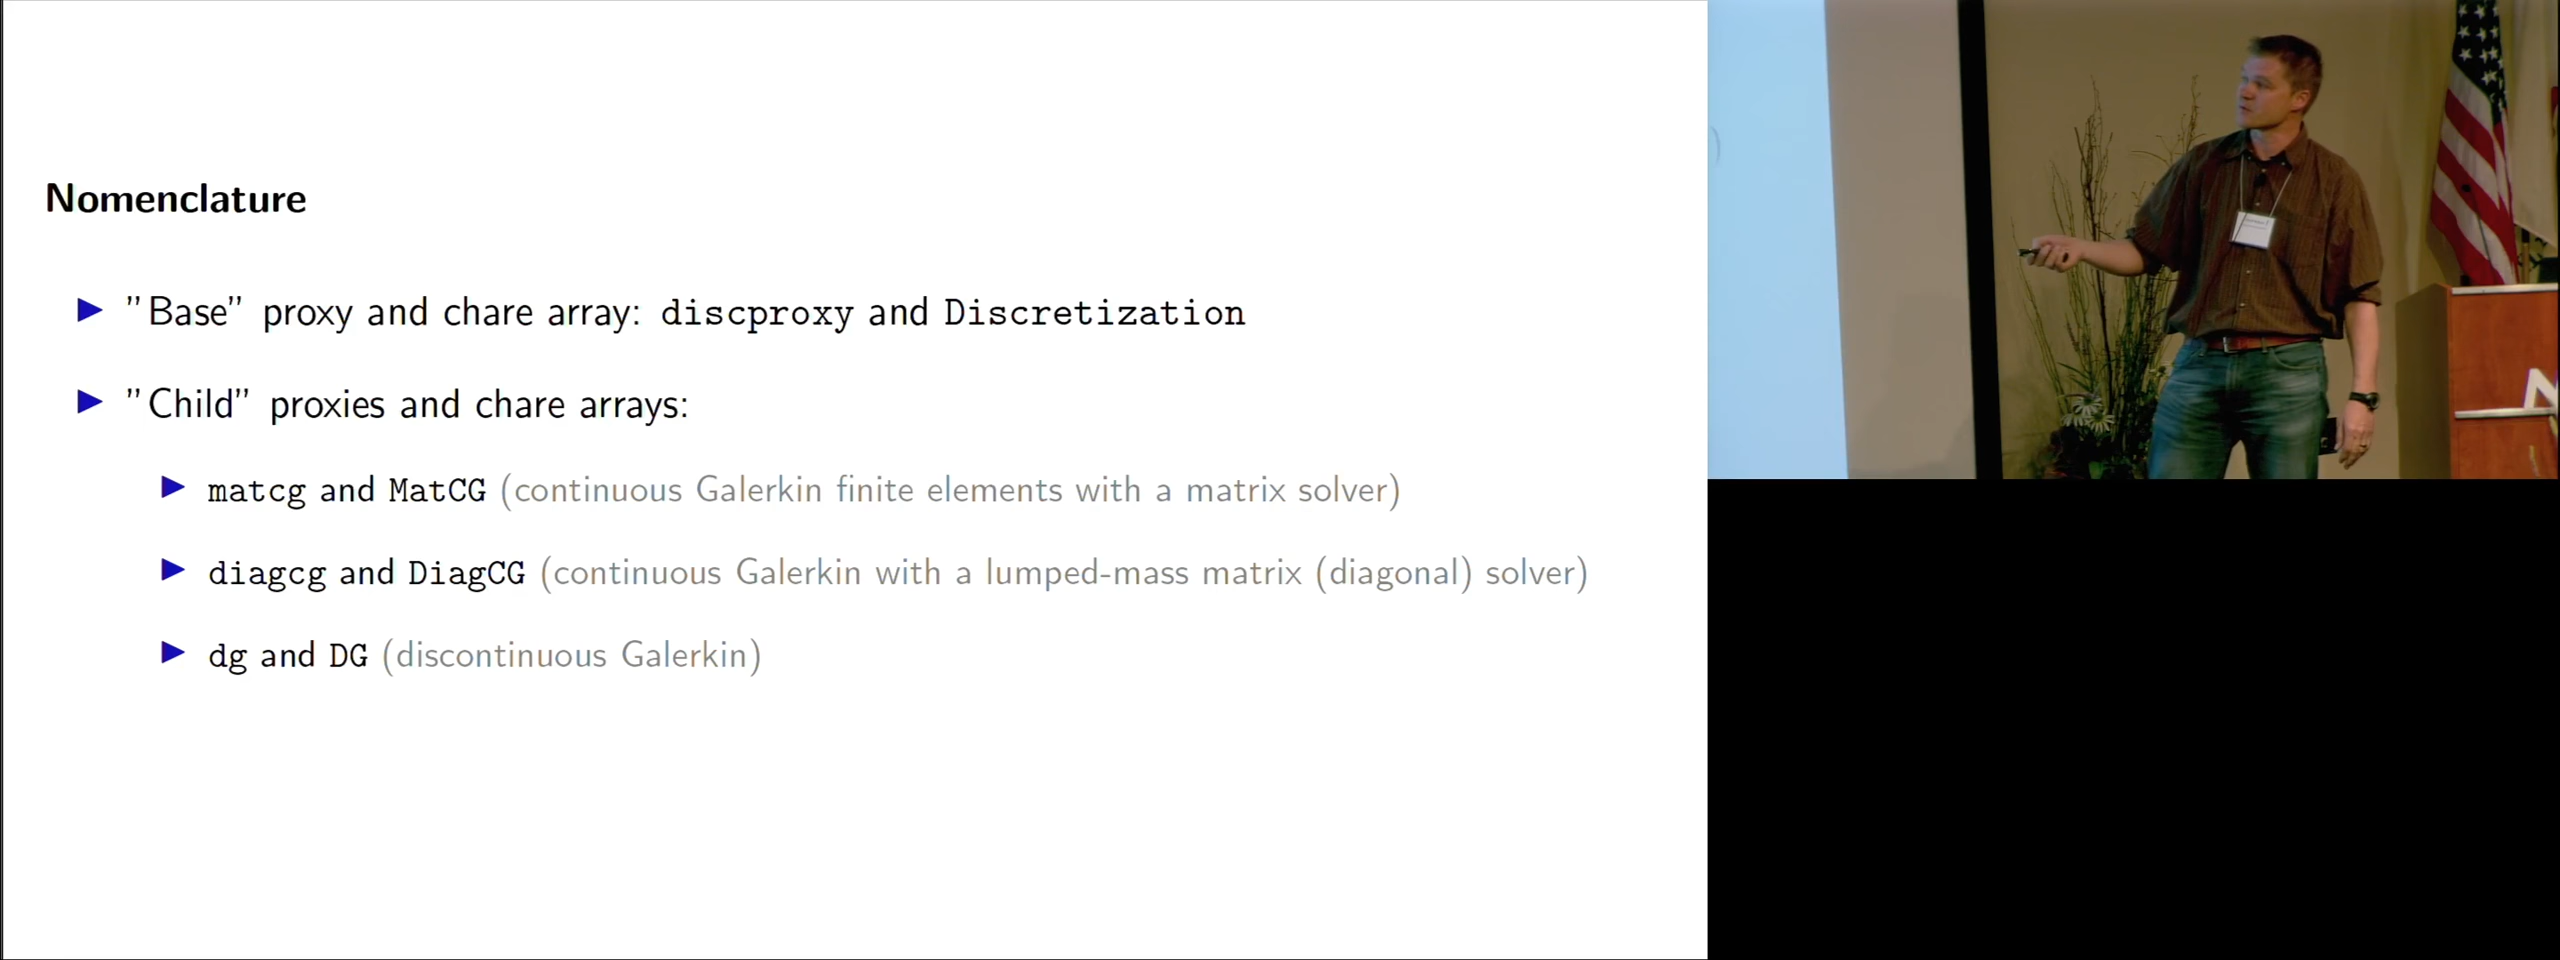 Nomenclature
"Base" proxy and chare array: discproxy and Discretization
"Child" proxies and chare arrays:
matcg and MatCG (continuous Galerkin finite elements with a matrix solver)
diagcg and DiagCG (continuous Galerkin with a lumped-mass matrix (diagonal) solver)
dg and DG (discontinuous Galerkin)